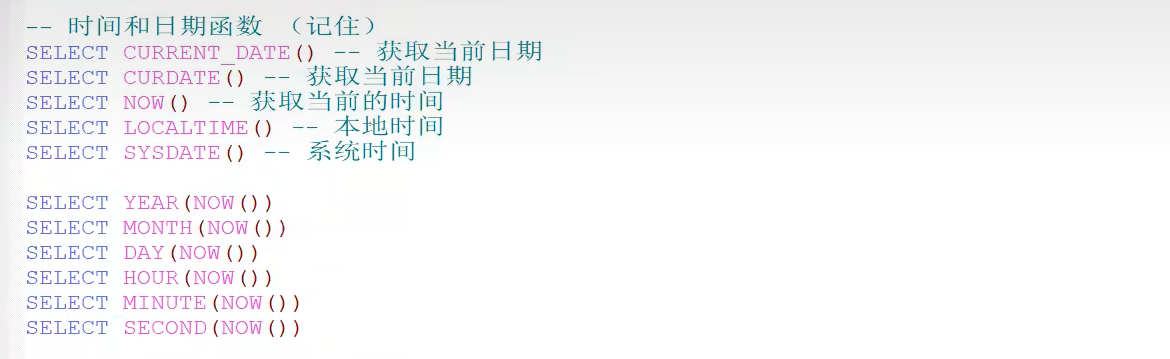 -- 时间和日期函数 （记住）
SELECT CURRENT_DATE() -- 获取当前日期
SELECT CURDATE() -- 获取当前日期
SELECT NOW() -- 获取当前的时间
SELECT LOCALTIME() -- 本地时间
SELECT SYSDATE() -- 系统时间
SELECT YEAR(NOW())
SELECT MONTH(NOW())
SELECT DAY(NOW())
SELECT HOUR(NOW())
SELECT MINUTE(NOW())
SELECT SECOND(NOW())